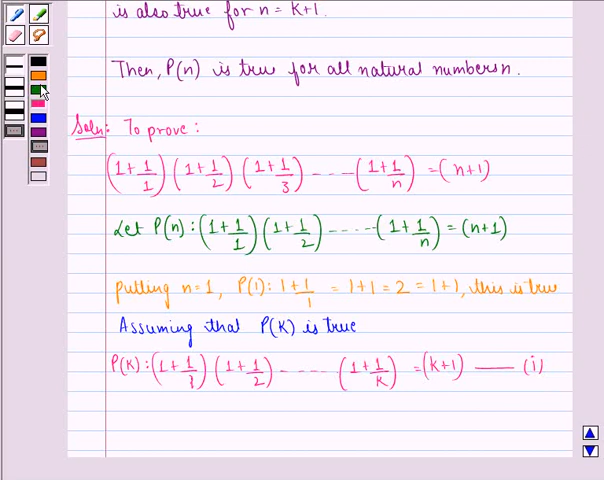 is also true for n = K+1.
Then, P(n) is true for all natural numbers n.
Soln: To prove:
(1+1/1) (1+1/2) (1+1/3) ----- (1+1/n) = (n+1)
Let P(n): (1+1/1) (1+1/2) ------ (1+1/n) = (n+1)
putting n=1, P(1): 1+1/1 = 1+1 = 2 = 1+1, this is true
Assuming that P(K) is true
P(K): (1+1/1) (1+1/2) ------ (1+1/K) = (K+1) —— (i)